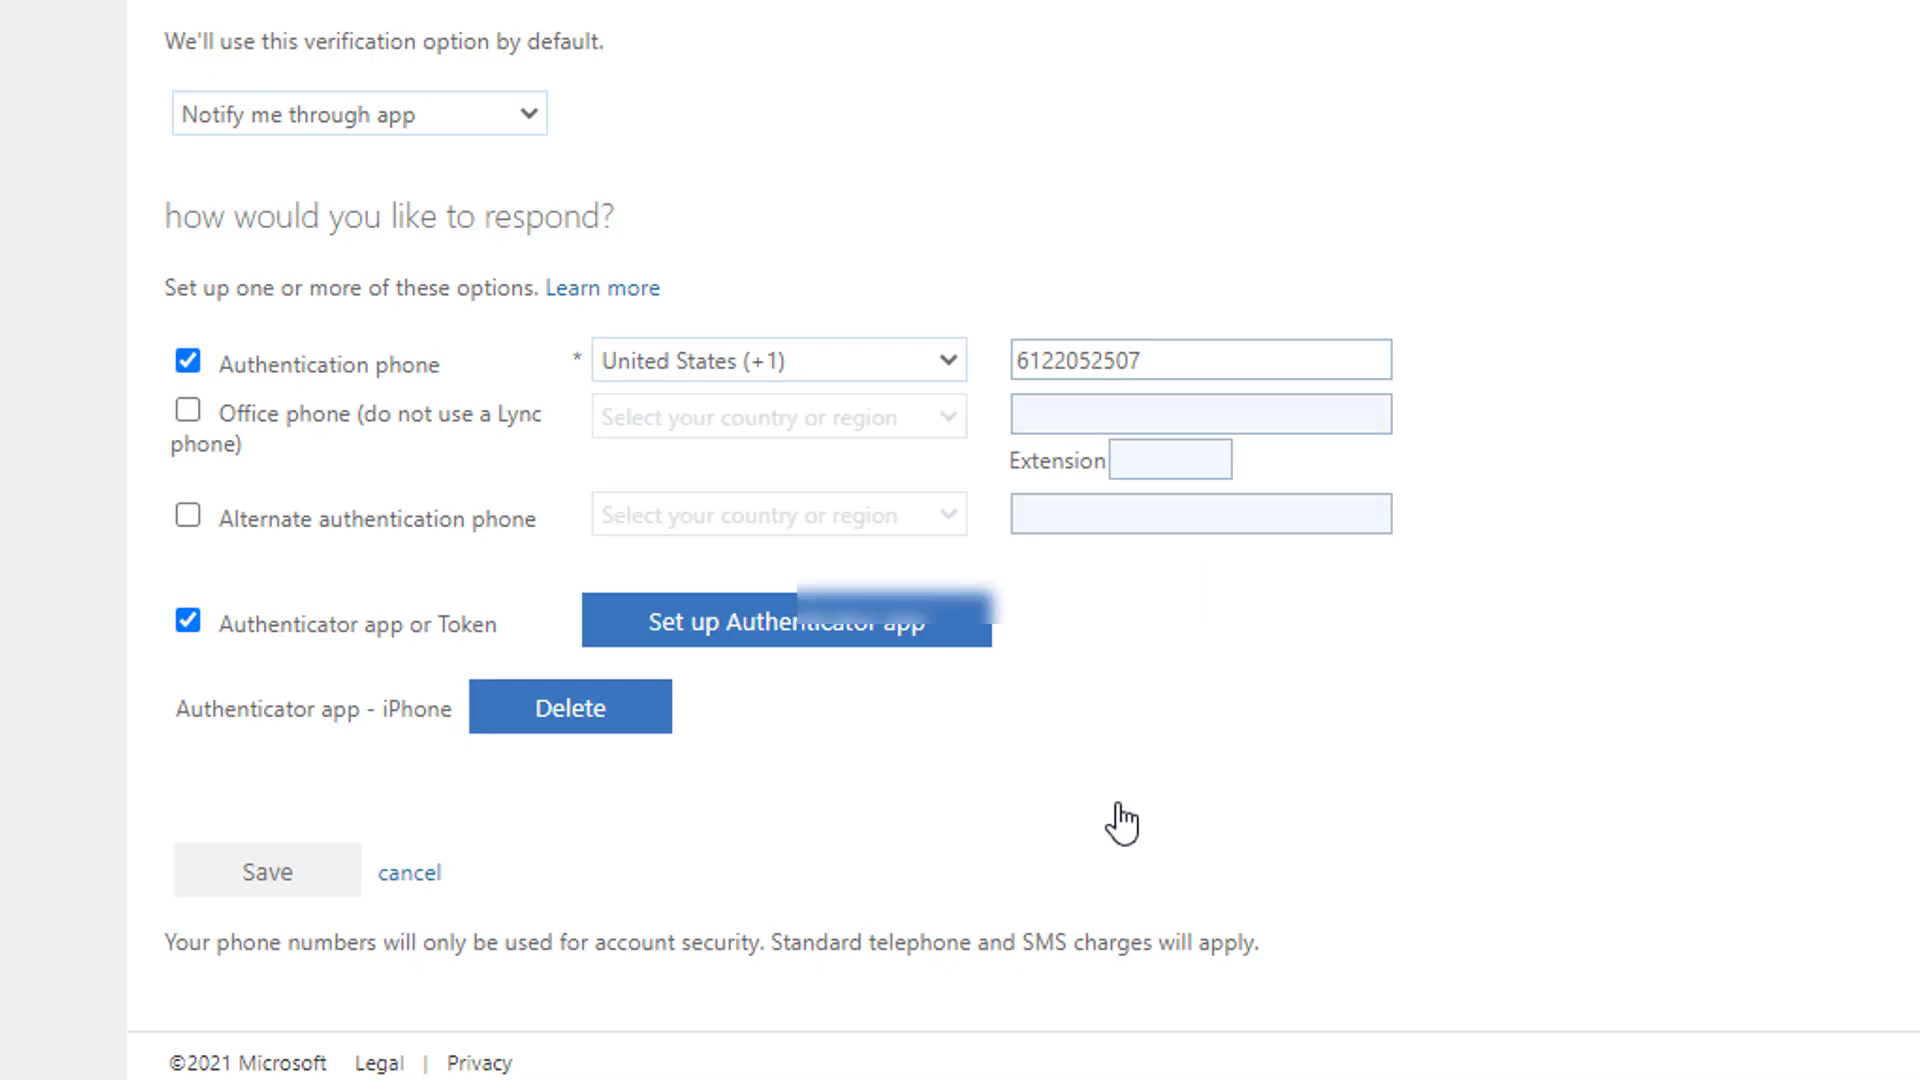 We'll use this verification option by default.
Notify me through app
how would you like to respond?
Set up one or more of these options. Learn more
Authentication phone * United States (+1) 6122052507
Office phone (do not use a Lync phone) Select your country or region
Extension
Alternate authentication phone Select your country or region
Authenticator app or Token Set up Authenticator app
Authenticator app - iPhone Delete
Save cancel
Your phone numbers will only be used for account security. Standard telephone and SMS charges will apply.
©2021 Microsoft Legal | Privacy